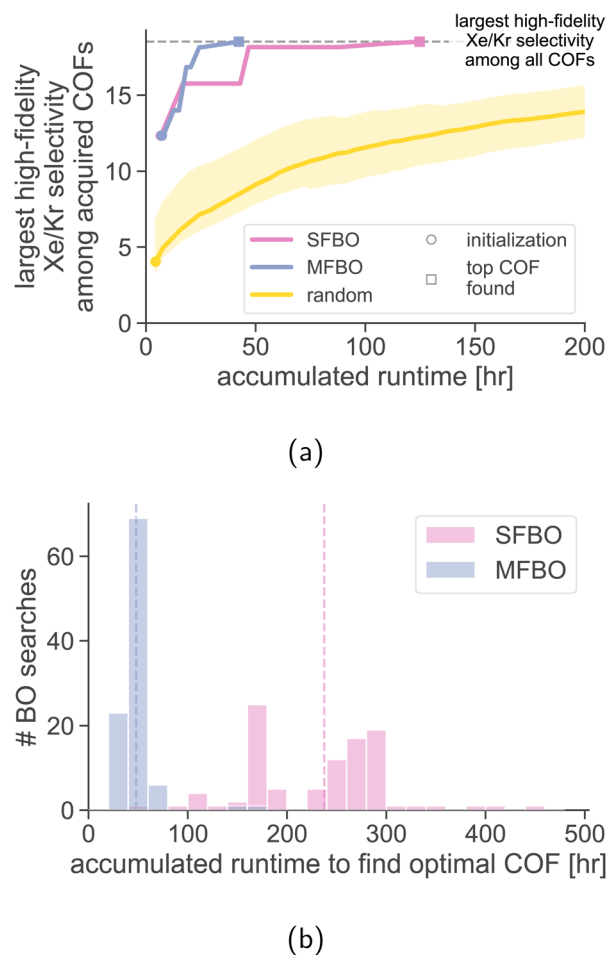 largest high-fidelity
Xe/Kr selectivity
among all COFs
largest high-fidelity
Xe/Kr selectivity
among acquired COFs
15
10
5
0
SFBO
MFBO
random
initialization
top COF
found
0 50 100 150 200
accumulated runtime [hr]
(a)
# BO searches
60
40
20
0
SFBO
MFBO
0 100 200 300 400 500
accumulated runtime to find optimal COF [hr]
(b)